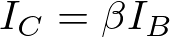 I_C = βI_B